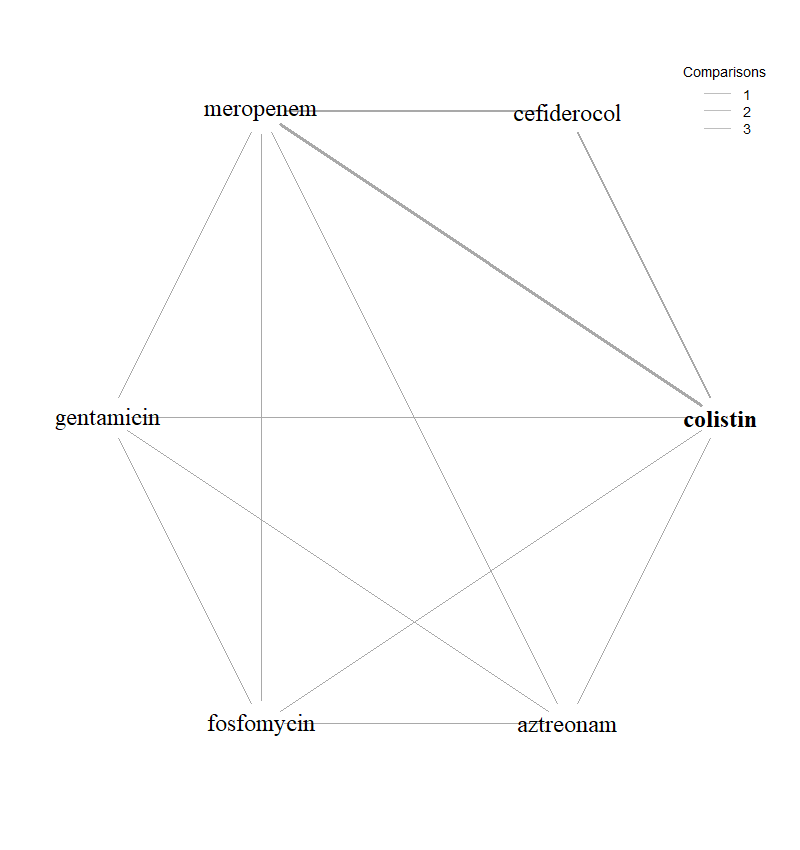 Comparisons
1
2
3
meropenem
cefiderocol
gentamicin
colistin
fosfomycin
aztreonam